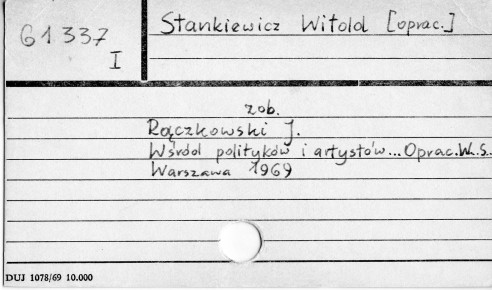 61337
I
Stankiewicz Witold [oprac.]
zob.
Rączkowski J.
Wśród polityków i artystów... Oprac. W. S..
Warszawa 1969
DUJ 1078/69 10.000